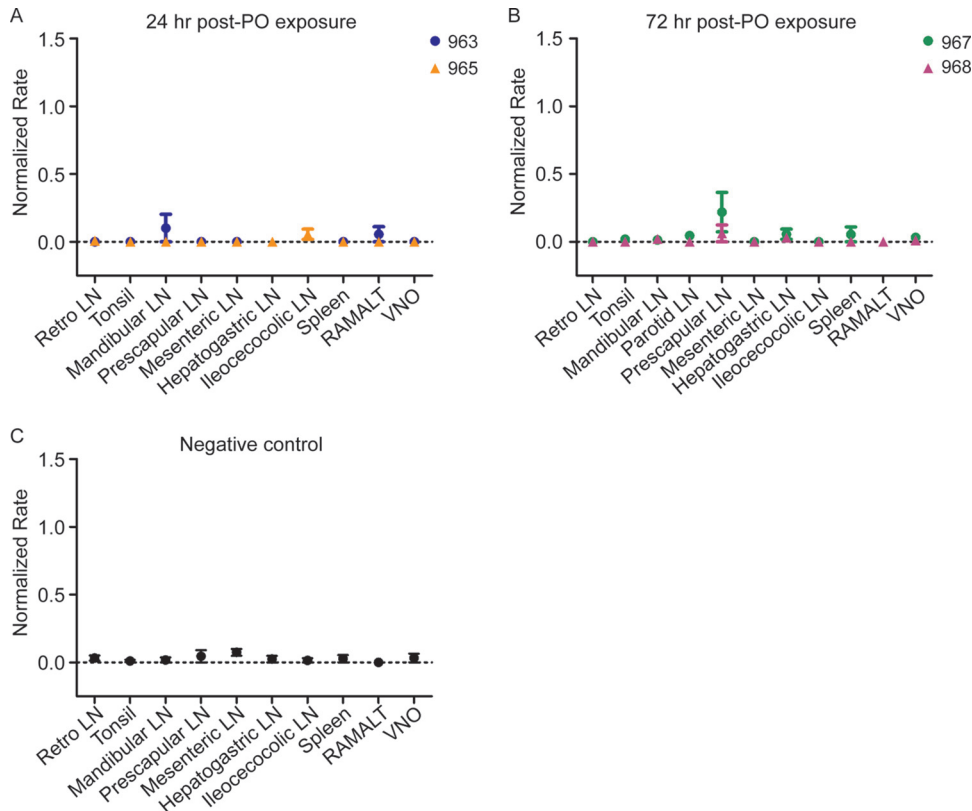 A
24 hr post-PO exposure
963
965
Normalized Rate
1.5
1.0
0.5
0.0
Retro LN
Tonsil
Mandibular LN
Prescapular LN
Mesenteric LN
Hepatogastric LN
Ileocecocolic LN
Spleen
RAMALT
VNO
B
72 hr post-PO exposure
967
968
Normalized Rate
1.5
1.0
0.5
0.0
Retro LN
Tonsil
Mandibular LN
Parotid LN
Prescapular LN
Mesenteric LN
Hepatogastric LN
Ileocecocolic LN
Spleen
RAMALT
VNO
C
Negative control
Normalized Rate
1.5
1.0
0.5
0.0
Retro LN
Tonsil
Mandibular LN
Prescapular LN
Mesenteric LN
Hepatogastric LN
Ileocecocolic LN
Spleen
RAMALT
VNO